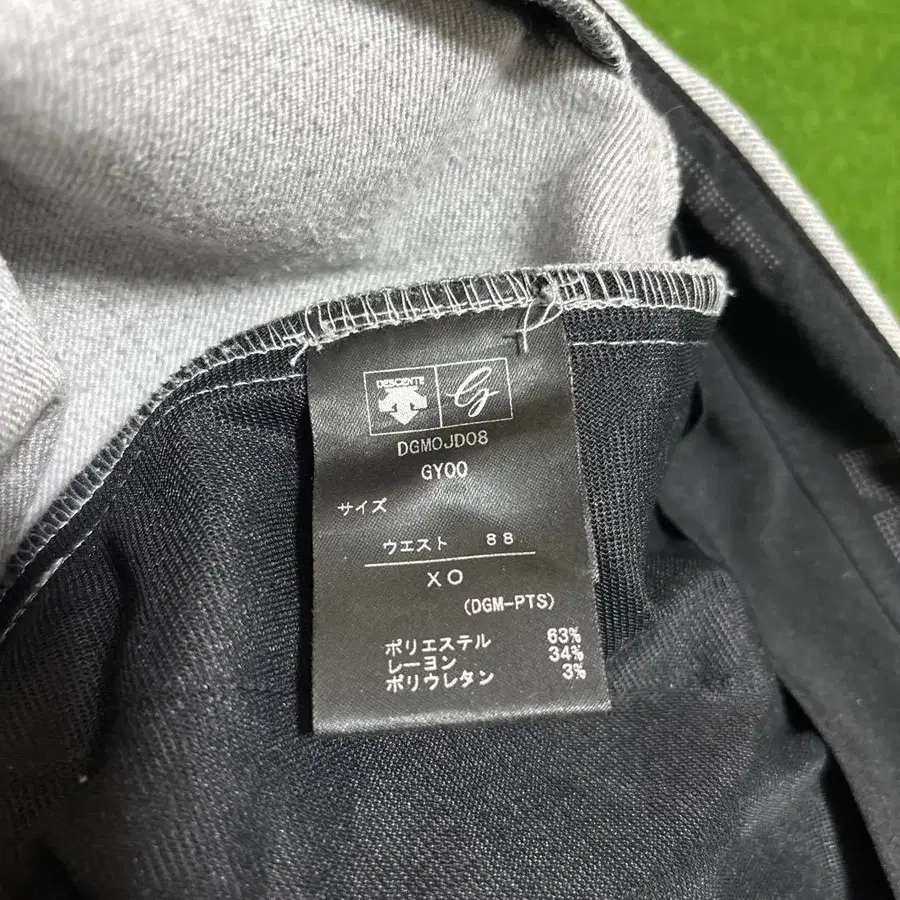 DESCENTE
DGMOJD08
GY00
サイズ
ウエスト 88
XO
(DGM-PTS)
ポリエステル 63%
レーヨン 34%
ポリウレタン 3%